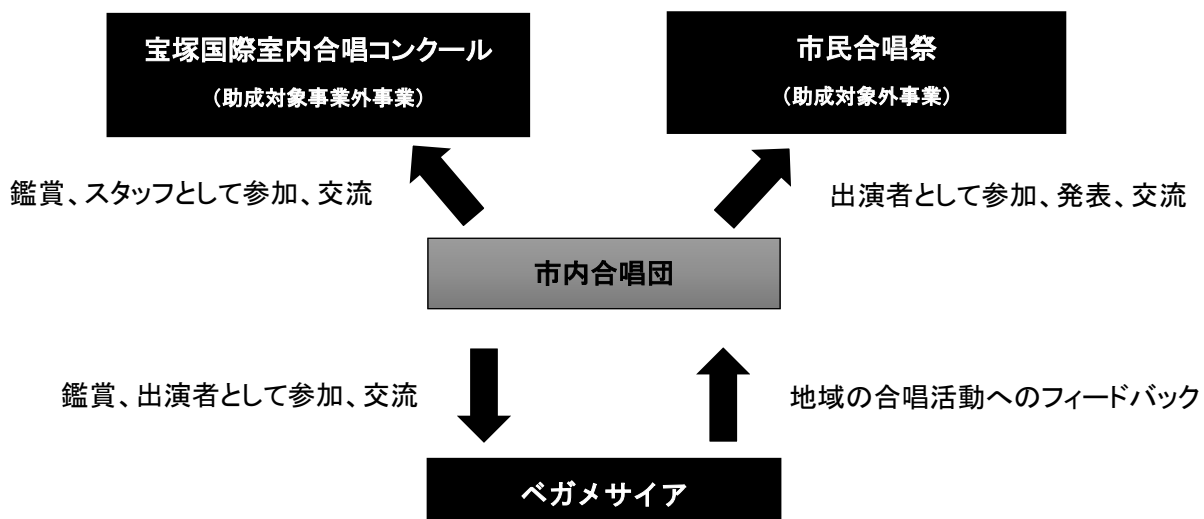 宝塚国際室内合唱コンクール
（助成対象事業外事業）
市民合唱祭
（助成対象外事業）
鑑賞、スタッフとして参加、交流
出演者として参加、発表、交流
市内合唱団
鑑賞、出演者として参加、交流
地域の合唱活動へのフィードバック
ベガメサイア